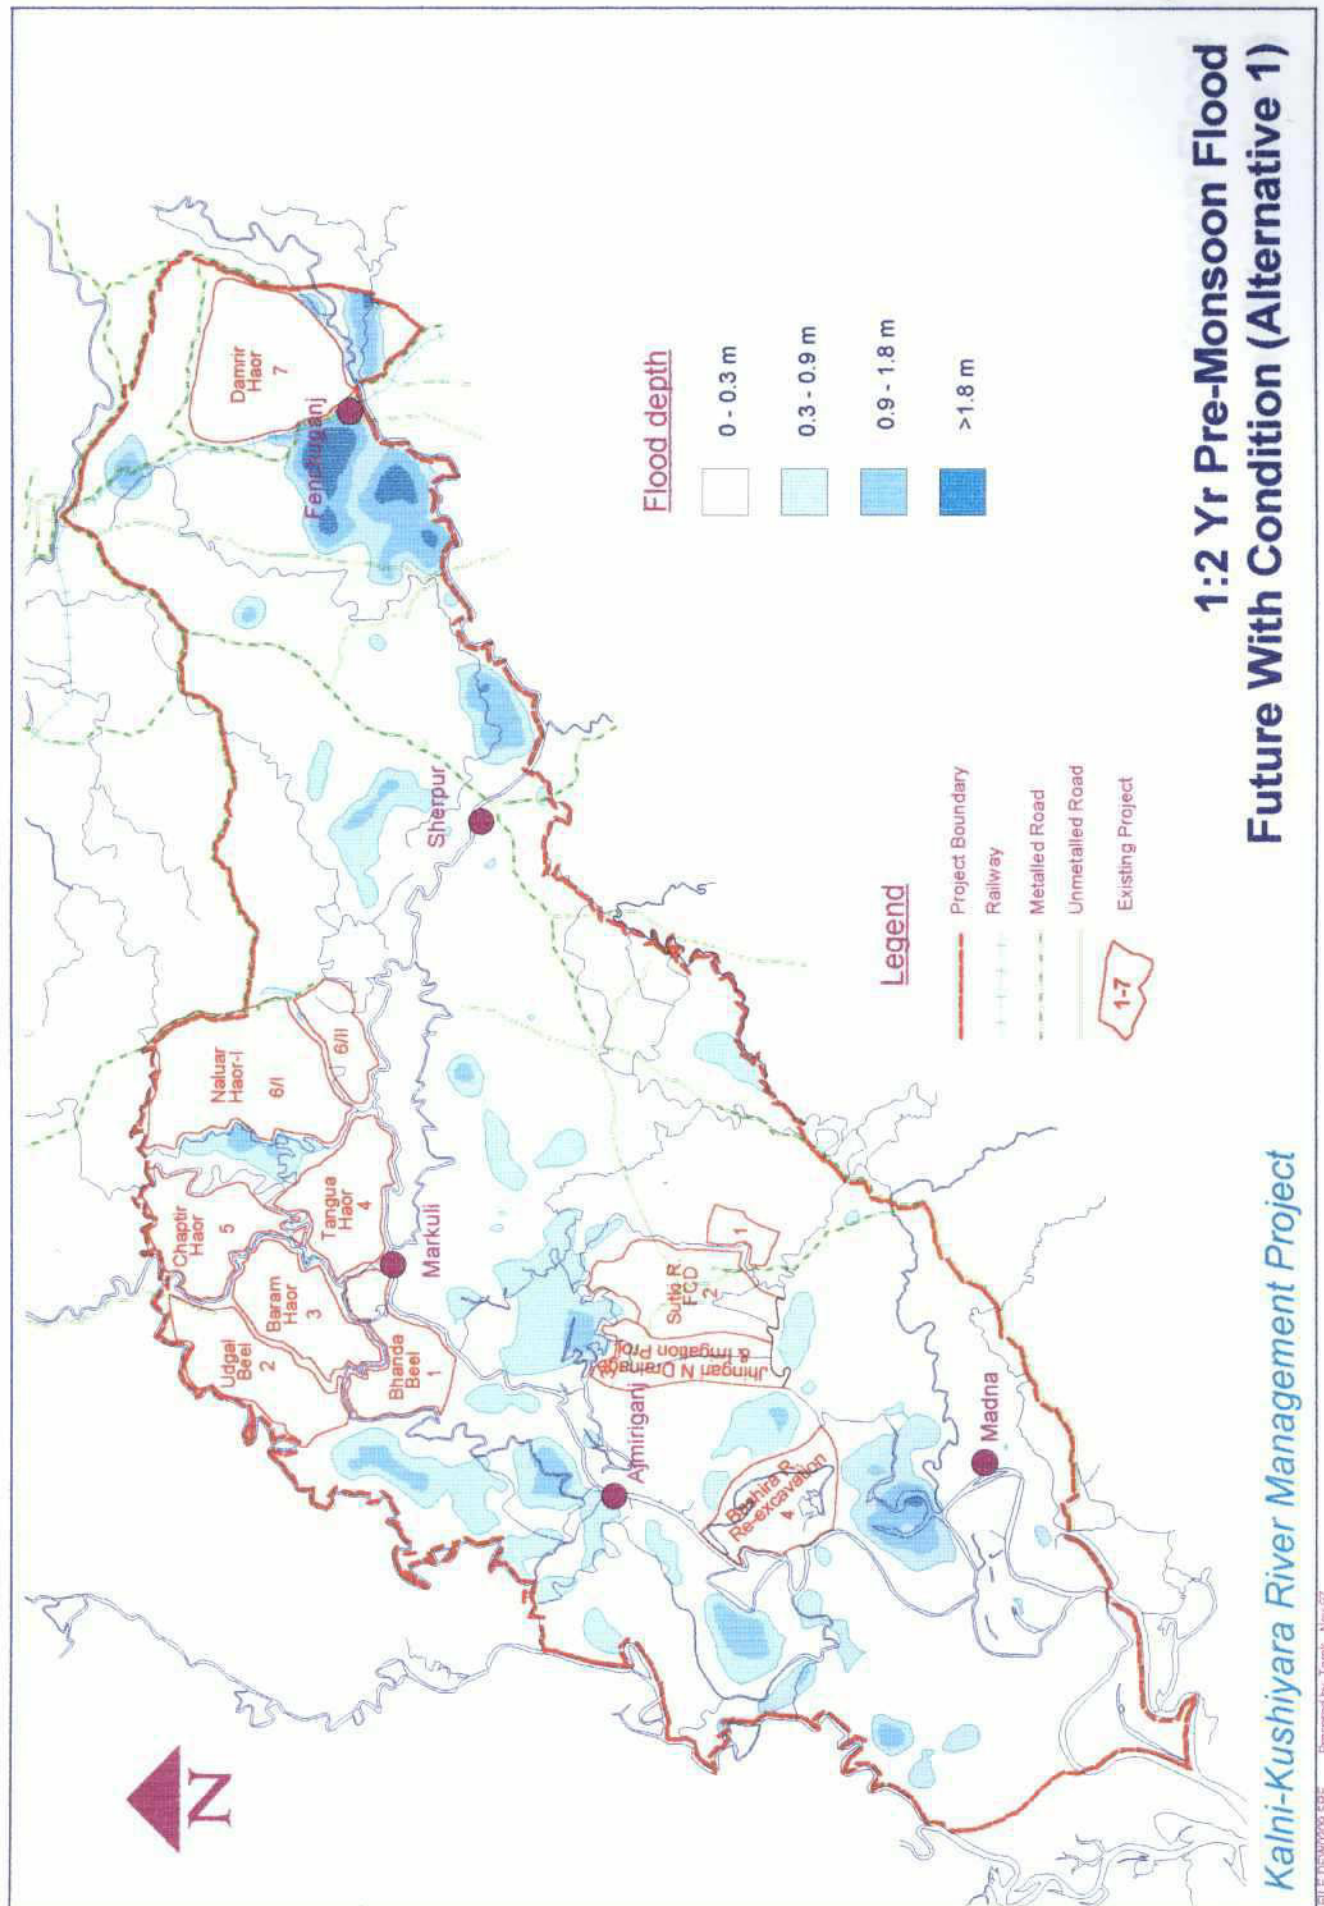 1:2 Yr Pre-Monsoon Flood
Future With Condition (Alternative 1)
Kalni-Kushiyara River Management Project
N
Damrir
Haor
7
Fenchuganj
Sherpur
Naluar
Haor-I
6/I
6/II
Chaptir
Haor
5
Tangua
Haor
4
Markuli
Baram
Haor
3
Udgal
Beel
2
Bhanda
Beel
1
Ajmiriganj
Sutki R.
FCD
2
1
Jhingari N Drainage
& Irrigation Proj.
Bashira R.
Re-excavation
4
Madna
Flood depth
0 - 0.3 m
0.3 - 0.9 m
0.9 - 1.8 m
>1.8 m
Legend
Project Boundary
Railway
Metalled Road
Unmetalled Road
1-7
Existing Project